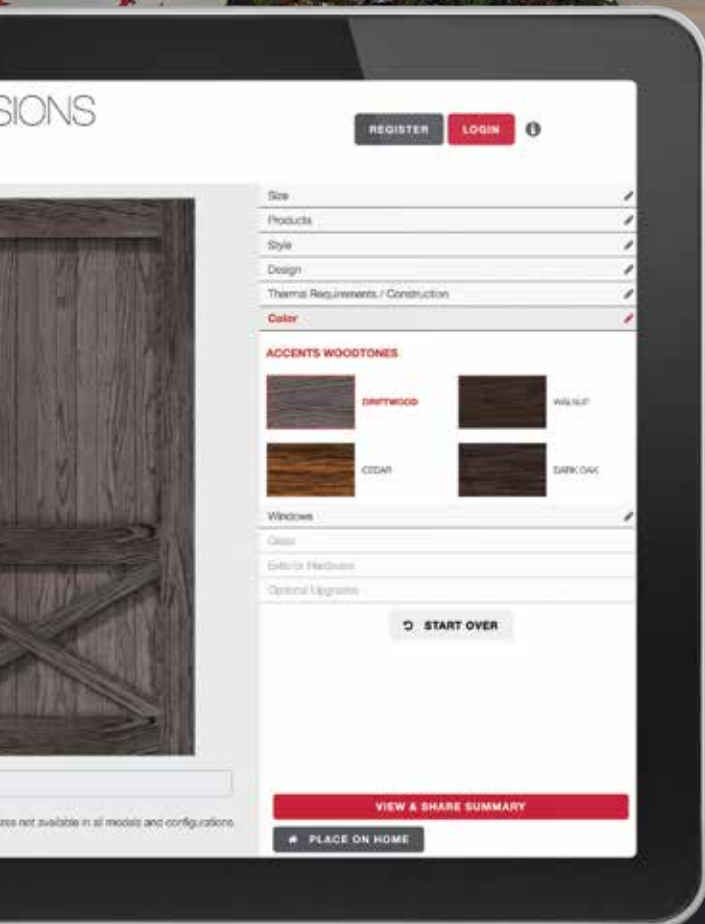 SIONS
REGISTER LOGIN
Size
Products
Style
Design
Thermal Requirements / Construction
Color
ACCENTS WOODTONES
DRIFTWOOD WALNUT
CEDAR DARK OAK
Windows
Glass
Exterior Hardware
Optional Upgrades
START OVER
VIEW & SHARE SUMMARY
not available in all models and configurations
PLACE ON HOME